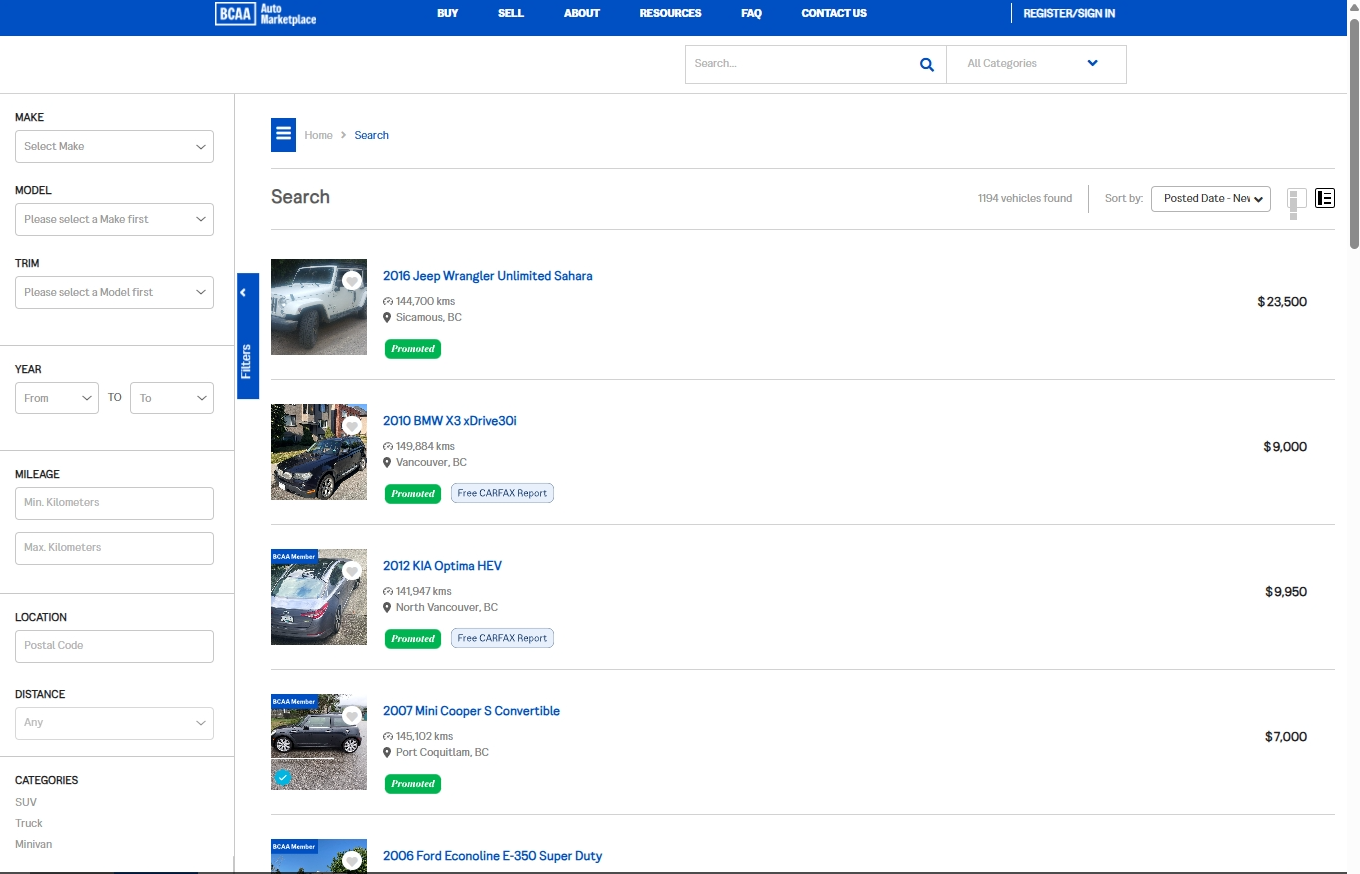 BCAA Auto Marketplace
BUY SELL ABOUT RESOURCES FAQ CONTACT US REGISTER/SIGN IN
Search... All Categories
MAKE
Select Make
MODEL
Please select a Make first
TRIM
Please select a Model first
YEAR
From TO To
MILEAGE
Min. Kilometers
Max. Kilometers
LOCATION
Postal Code
DISTANCE
Any
CATEGORIES
SUV
Truck
Minivan
Filters
Home > Search
Search
1194 vehicles found
Sort by: Posted Date - New
2016 Jeep Wrangler Unlimited Sahara
144,700 kms
$ 23,500
Sicamous, BC
Promoted
2010 BMW X3 xDrive30i
149,884 kms
$ 9,000
Vancouver, BC
Promoted Free CARFAX Report
BCAA Member
2012 KIA Optima HEV
141,947 kms
$ 9,950
North Vancouver, BC
Promoted Free CARFAX Report
BCAA Member
2007 Mini Cooper S Convertible
145,102 kms
$ 7,000
Port Coquitlam, BC
Promoted
BCAA Member
2006 Ford Econoline E-350 Super Duty